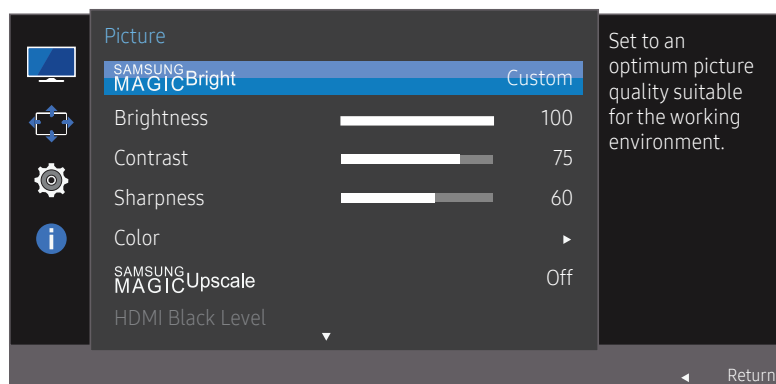 Picture
SAMSUNG
MAGICBright Custom
Brightness 100
Contrast 75
Sharpness 60
Color
SAMSUNG
MAGICUpscale Off
HDMI Black Level
Set to an
optimum picture
quality suitable
for the working
environment.
Return